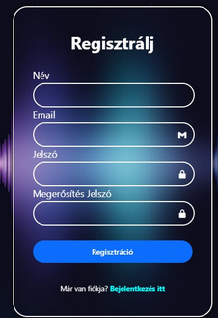 Regisztrálj
Név
Email
Jelszó
Megerősítés Jelszó
Regisztráció
Már van fiókja? Bejelentkezés itt